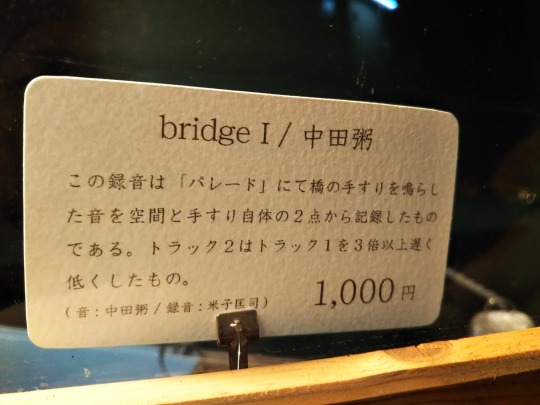 bridge I / 中田粥
この録音は「パレード」にて橋の手すりを鳴らし
た音を空間と手すり自体の2点から記録したもの
である。トラック2はトラック1を3倍以上遅く
低くしたもの。
(音:中田粥/録音:米子匡司)
1,000円